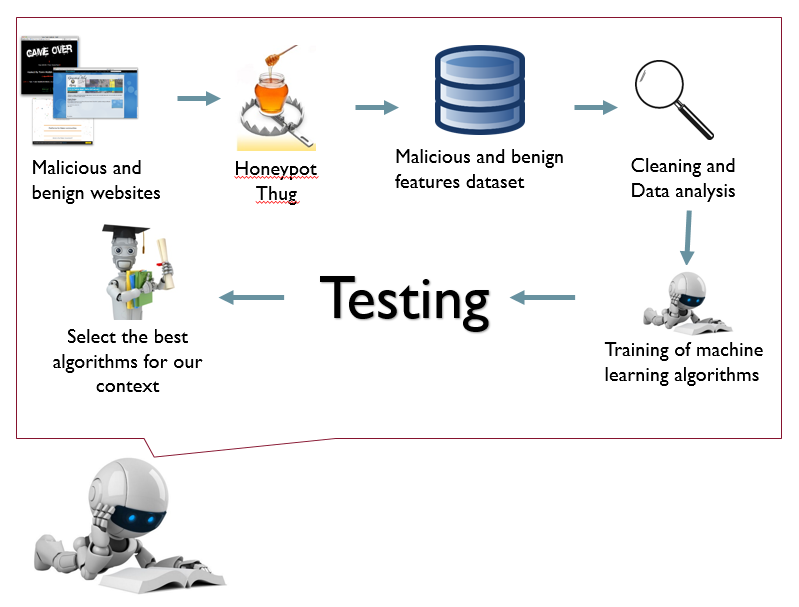 GAME OVER
Malicious and
benign websites
Honeypot
Thug
Malicious and benign
features dataset
Cleaning and
Data analysis
Training of machine
learning algorithms
Testing
Select the best
algorithms for our
context